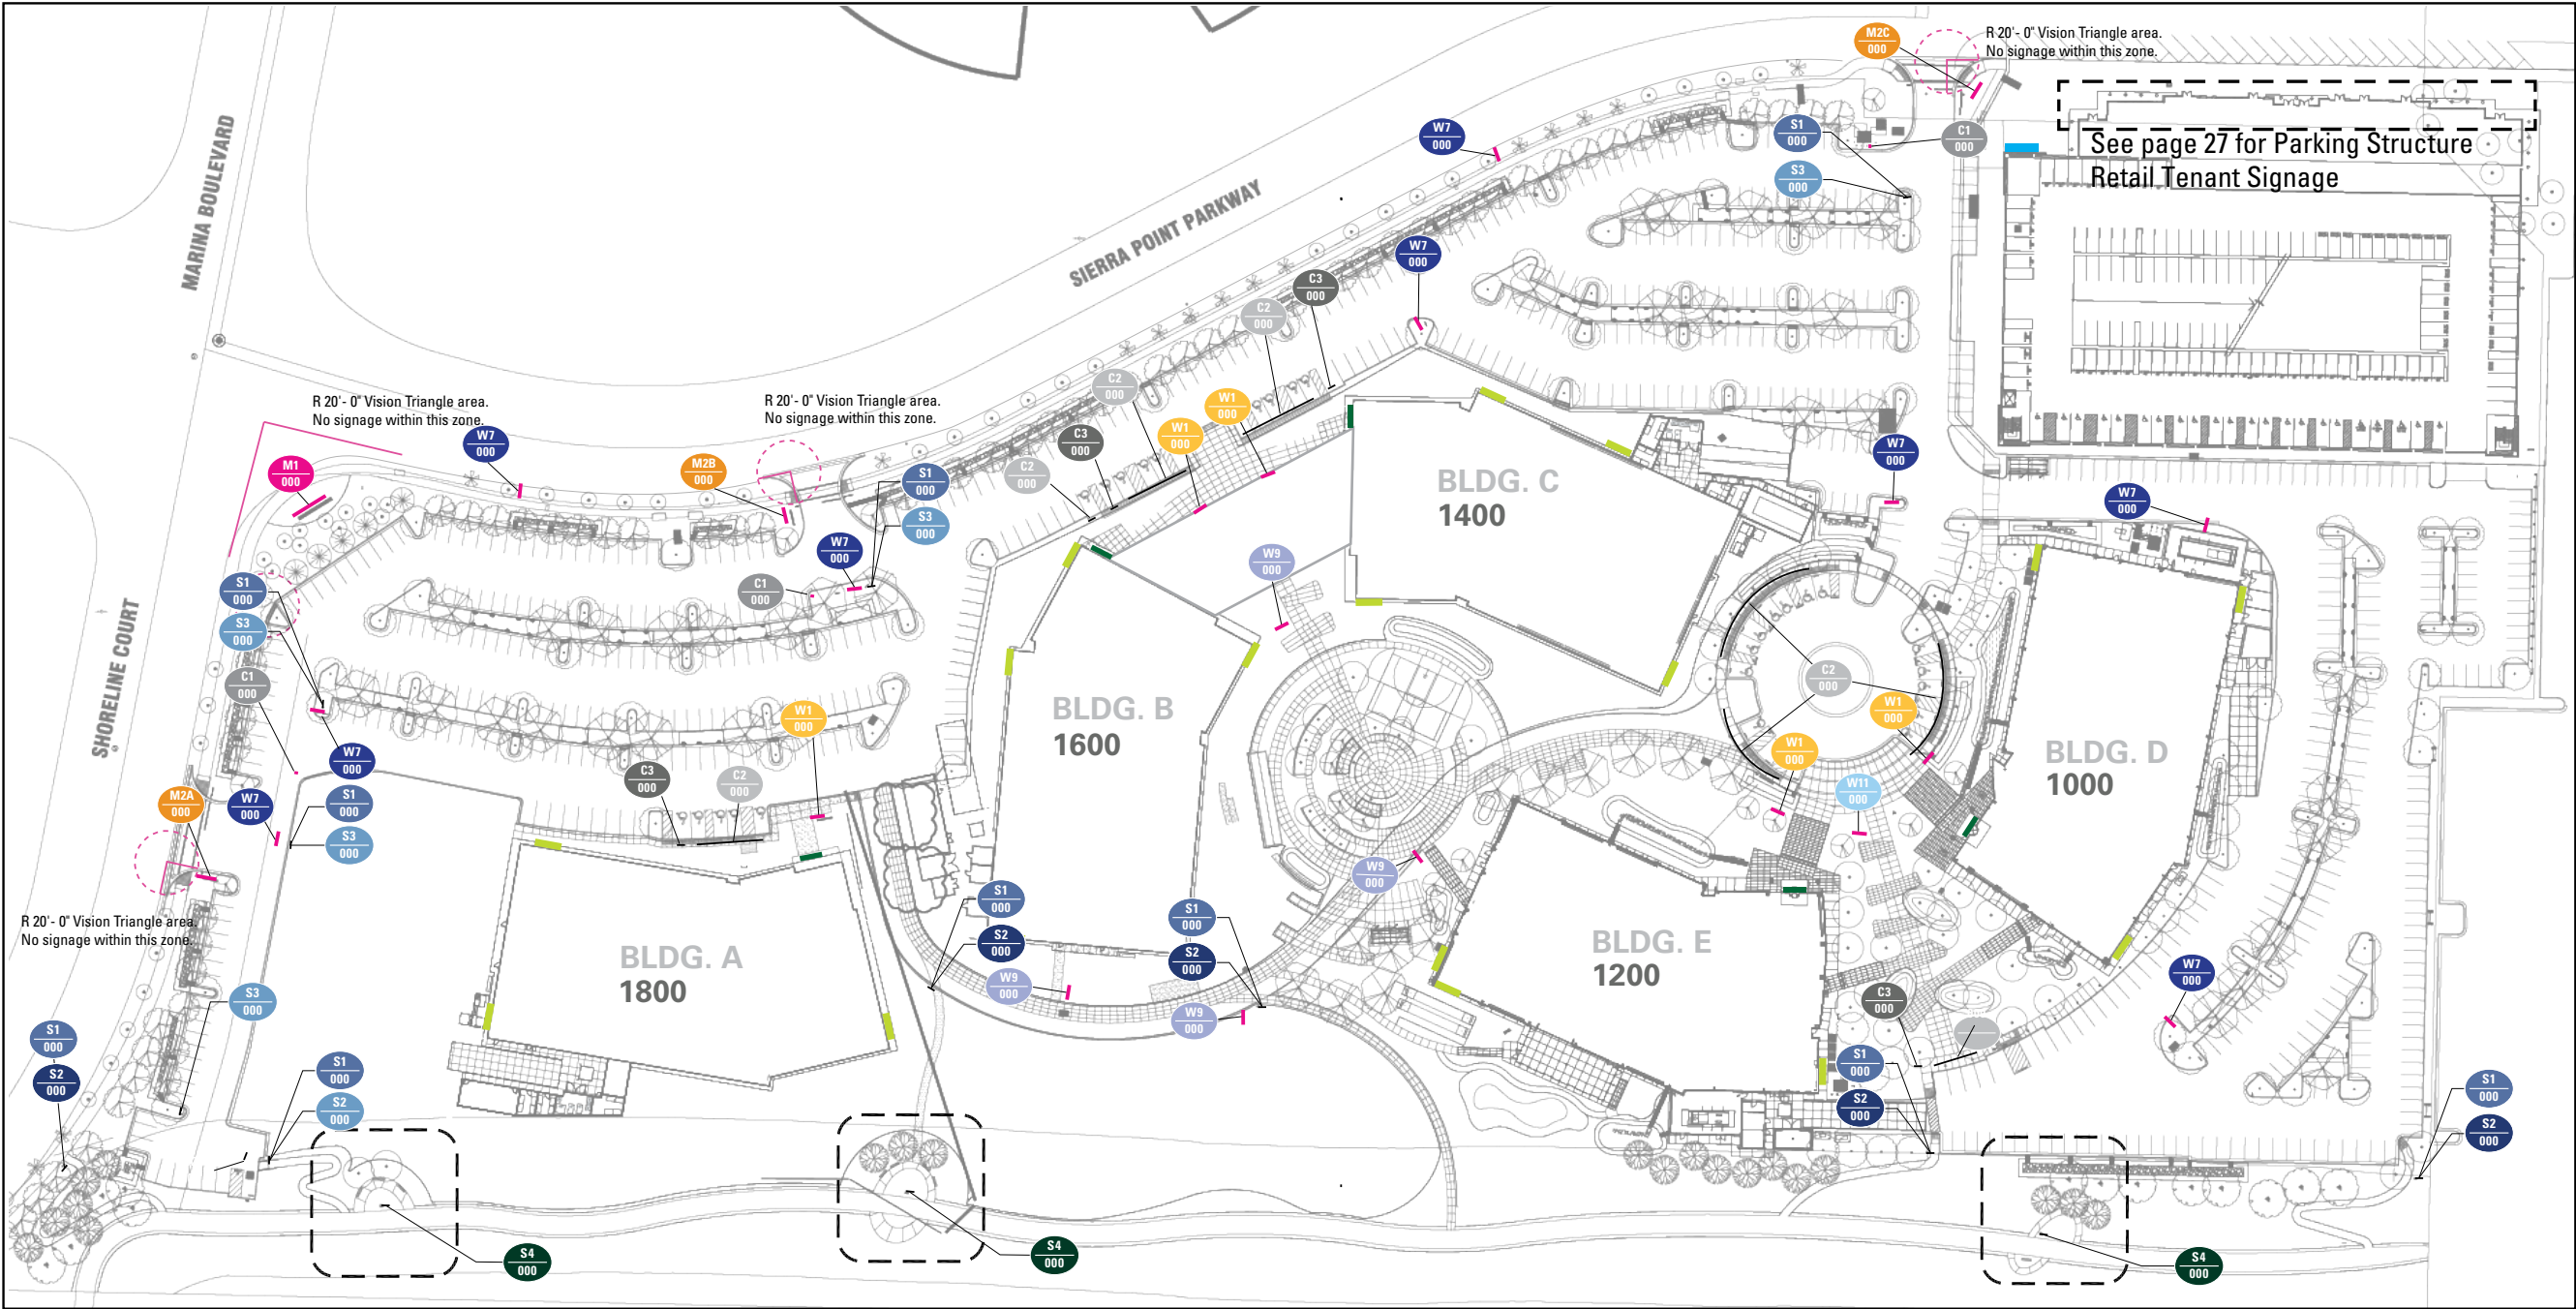 M2C
000
R 20'- 0" Vision Triangle area.
No signage within this zone.
MARINA BOULEVARD
W7
000
S1
000
C1
000
See page 27 for Parking Structure
Retail Tenant Signage
S3
000
SIERRA POINT PARKWAY
W7
000
C3
000
C2
000
R 20'- 0" Vision Triangle area.
No signage within this zone.
R 20'- 0" Vision Triangle area.
No signage within this zone.
C2
000
W1
000
W1
000
C3
000
W7
000
M1
000
M2B
000
C2
000
S1
000
S3
000
W7
000
W7
000
BLDG. C
1400
W7
000
W9
000
C1
000
S1
000
S3
000
SHORELINE COURT
C1
000
C2
000
W1
000
BLDG. B
1600
W1
000
W1
000
BLDG. D
1000
W7
000
C3
000
C2
000
W11
000
M2A
000
W7
000
S1
000
S3
000
W9
000
R 20'- 0" Vision Triangle area.
No signage within this zone.
S1
000
S2
000
S1
000
S2
000
BLDG. A
1800
BLDG. E
1200
W9
000
W9
000
W7
000
C3
000
S3
000
S1
000
S2
000
S1
000
S2
000
S1
000
S2
000
S1
000
S2
000
S4
000
S4
000
S4
000